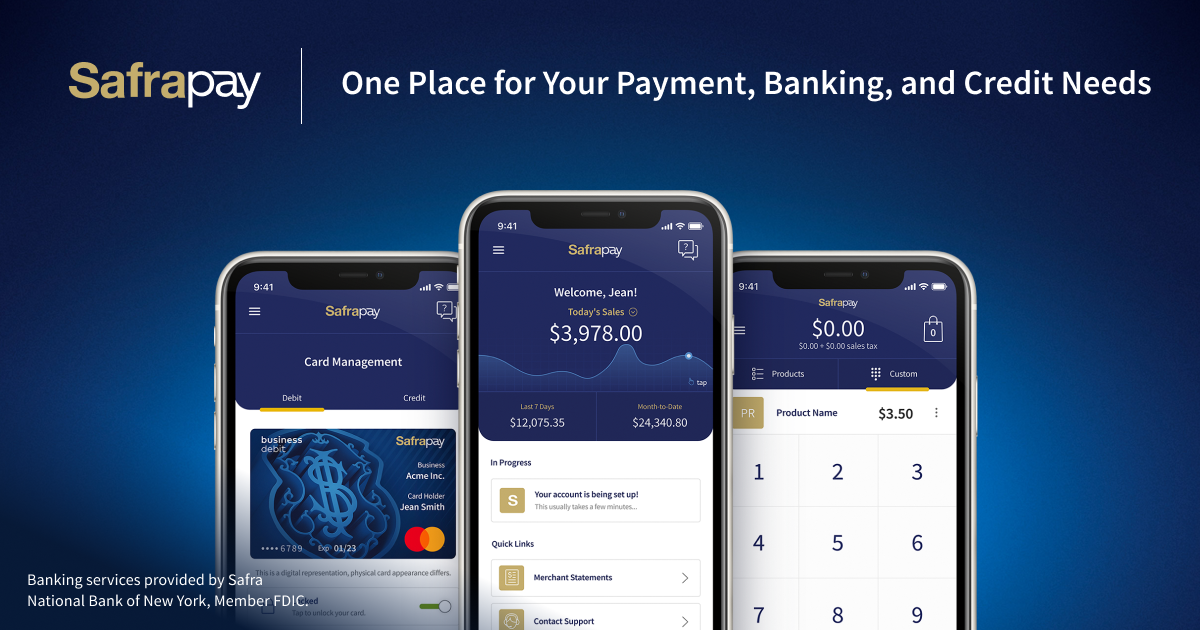 Safrapay
One Place for Your Payment, Banking, and Credit Needs
9:41
Safrapay
?
Card Management
Debit
Credit
business
debit
Safrapay
Business
Acme Inc.
Card Holder
Jean Smith
•••• 6789 Exp 01/23
This is a digital representation, physical card appearance differs.
Tap to unlock your card.
Banking services provided by Safra
National Bank of New York, Member FDIC.
9:41
Safrapay
?
Welcome, Jean!
Today's Sales
$3,978.00
tap
Last 7 Days
$12,075.35
Month-to-Date
$24,340.80
In Progress
S
Your account is being set up!
This usually takes a few minutes...
Quick Links
Merchant Statements
Contact Support
9:41
Safrapay
$0.00
$0.00 + $0.00 sales tax
0
Products
Custom
PR
Product Name
$3.50
1 2 3
4 5 6
7 8 9